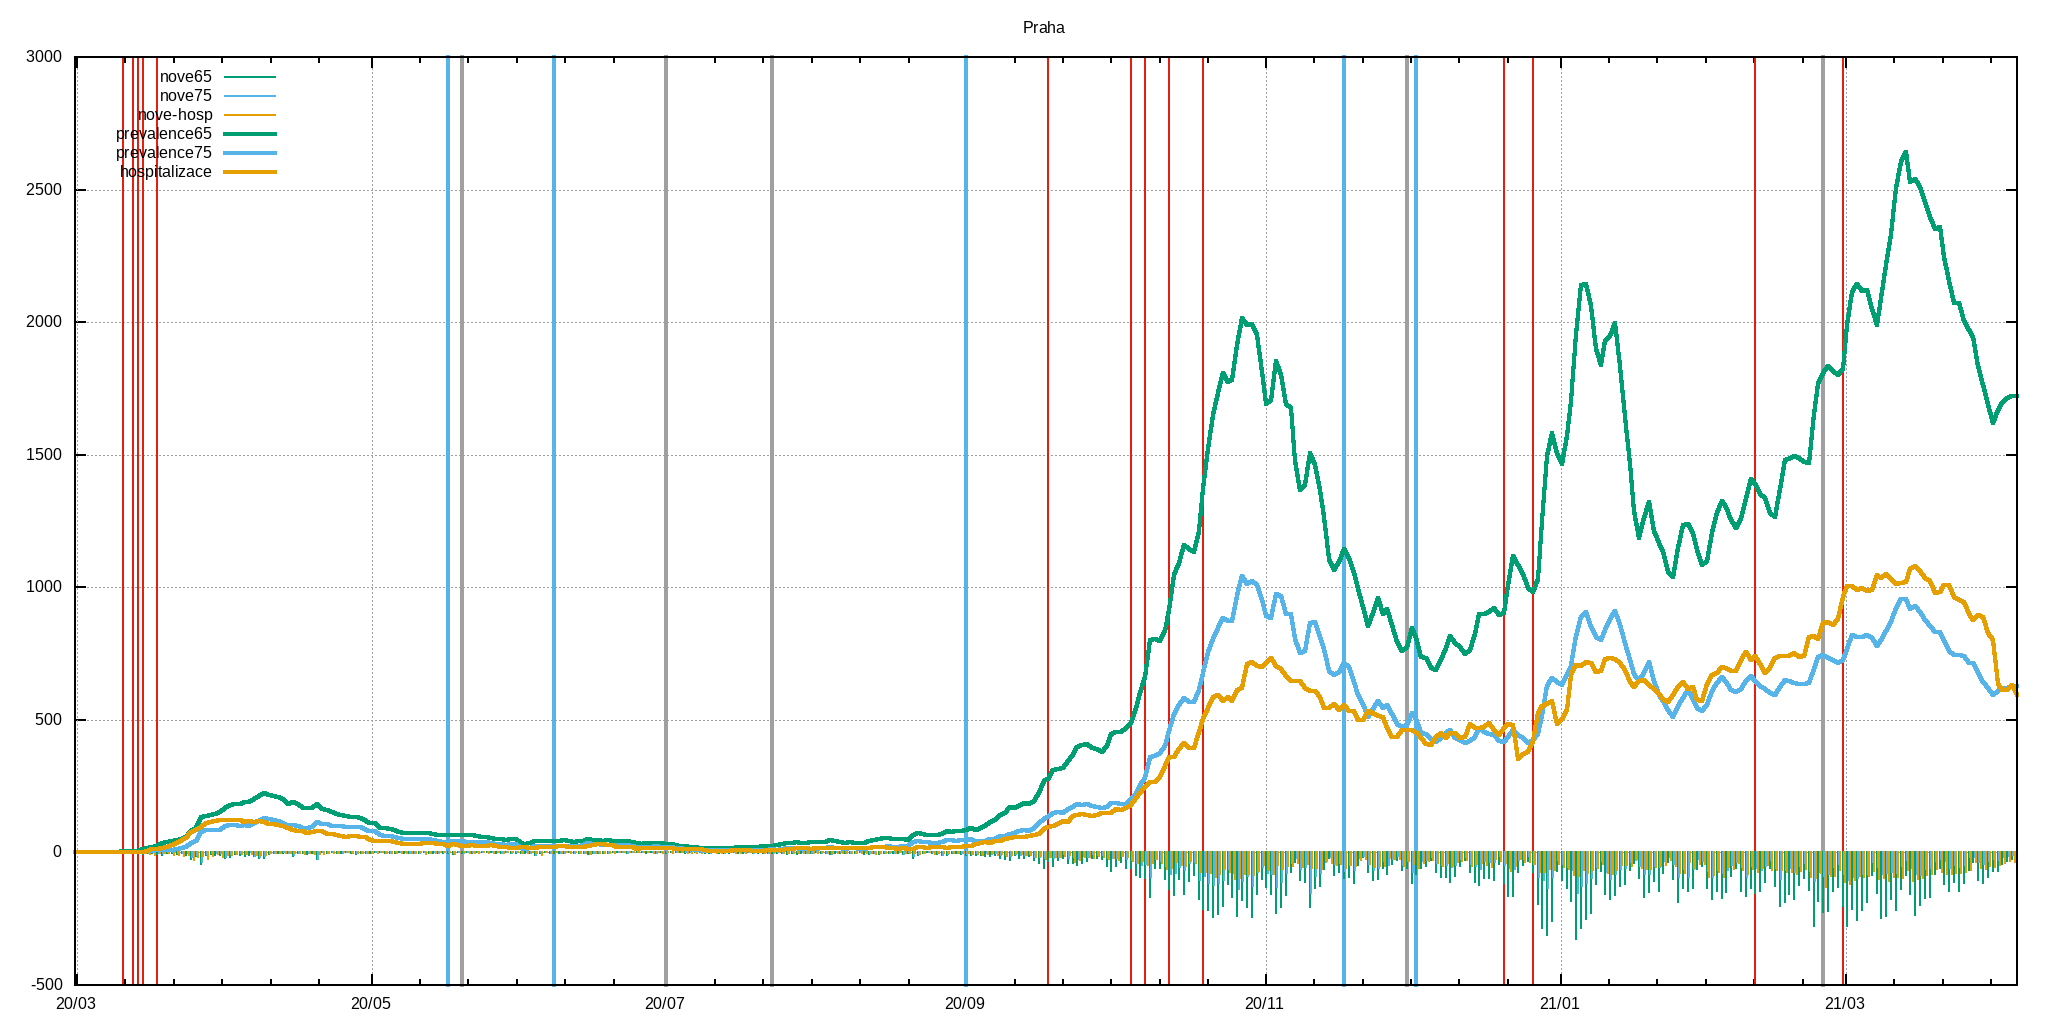 Praha
3000
nove65
nove75
nove-hosp
prevalence65
prevalence75
hospitalizace
2500
2000
1500
1000
500
0
-500
20/03 20/05 20/07 20/09 20/11 21/01 21/03